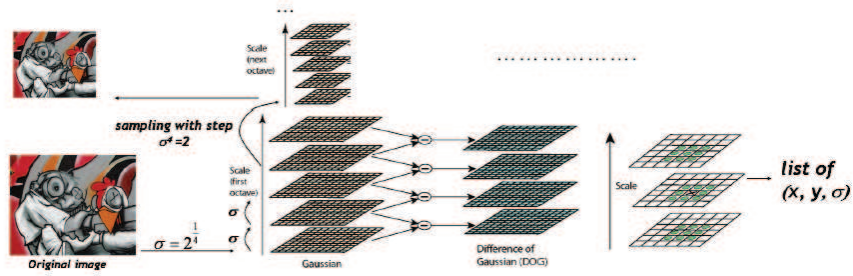 ...
Scale
(next
octave)
..................
sampling with step
σ⁴=2
Scale
(first
octave)
σ
σ
σ = 2^{1/4}
Original image
Gaussian
Difference of
Gaussian (DOG)
Scale
list of
(x, y, σ)